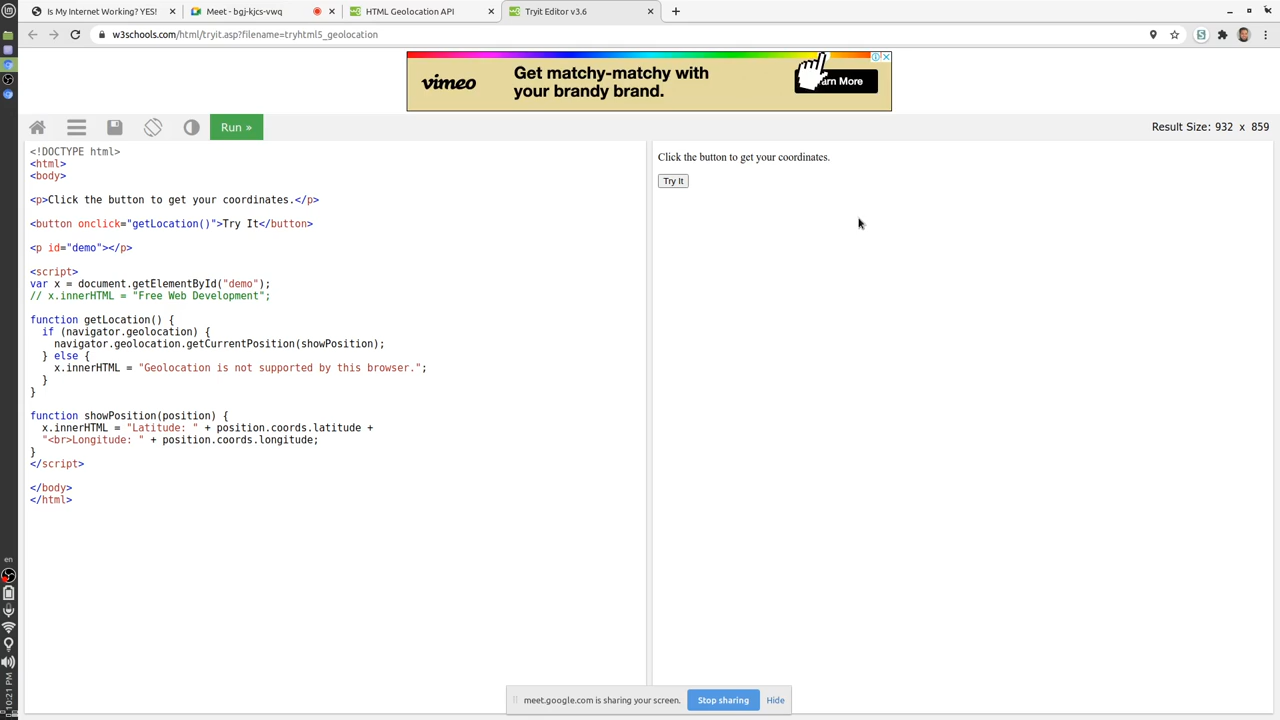 Is My Internet Working? YES!
Meet - bgj-kjcs-vwq
HTML Geolocation API
Tryit Editor v3.6
w3schools.com/html/tryit.asp?filename=tryhtml5_geolocation
vimeo
Get matchy-matchy with
your brandy brand.
arn More
Run »
Result Size: 932 x 859
<!DOCTYPE html>
<html>
<body>
<p>Click the button to get your coordinates.</p>
<button onclick="getLocation()">Try It</button>
<p id="demo"></p>
<script>
var x = document.getElementById("demo");
// x.innerHTML = "Free Web Development";
function getLocation() {
if (navigator.geolocation) {
navigator.geolocation.getCurrentPosition(showPosition);
} else {
x.innerHTML = "Geolocation is not supported by this browser.";
}
}
function showPosition(position) {
x.innerHTML = "Latitude: " + position.coords.latitude +
"<br>Longitude: " + position.coords.longitude;
}
</script>
</body>
</html>
Click the button to get your coordinates.
Try It
en
10:21 PM
meet.google.com is sharing your screen.
Stop sharing
Hide